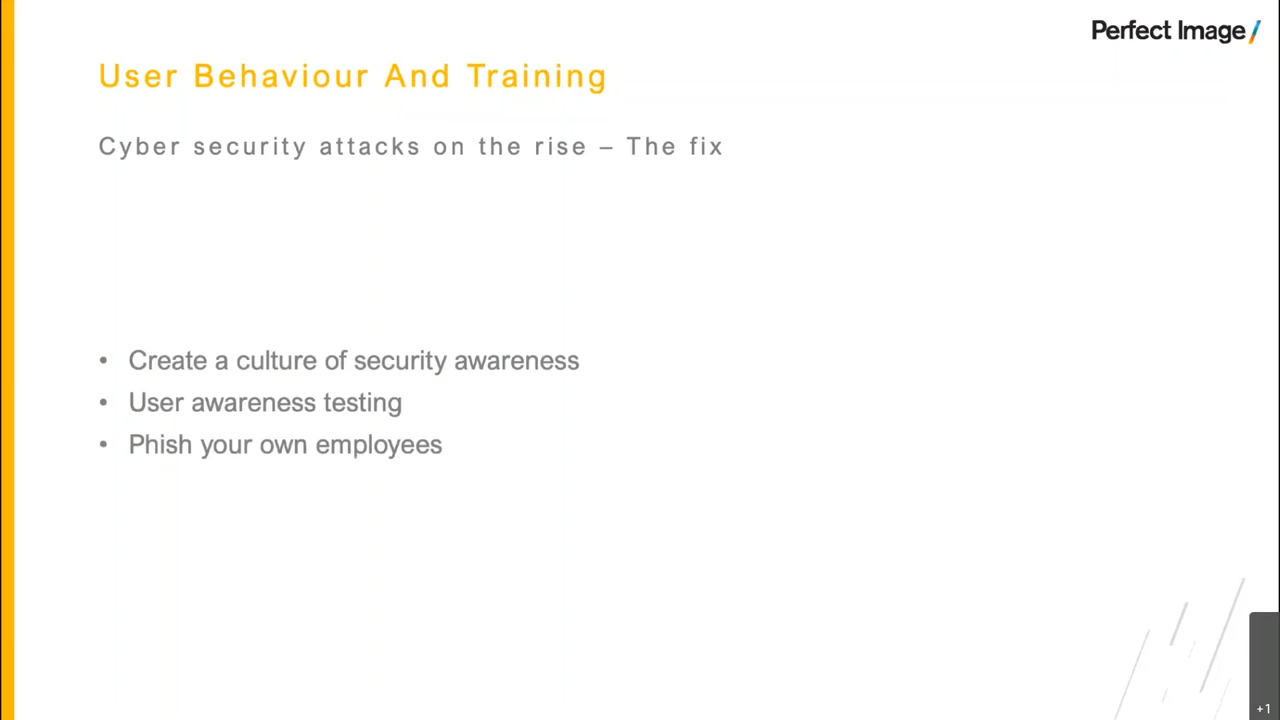 Perfect Image/
User Behaviour And Training
Cyber security attacks on the rise – The fix
• Create a culture of security awareness
• User awareness testing
• Phish your own employees
+1